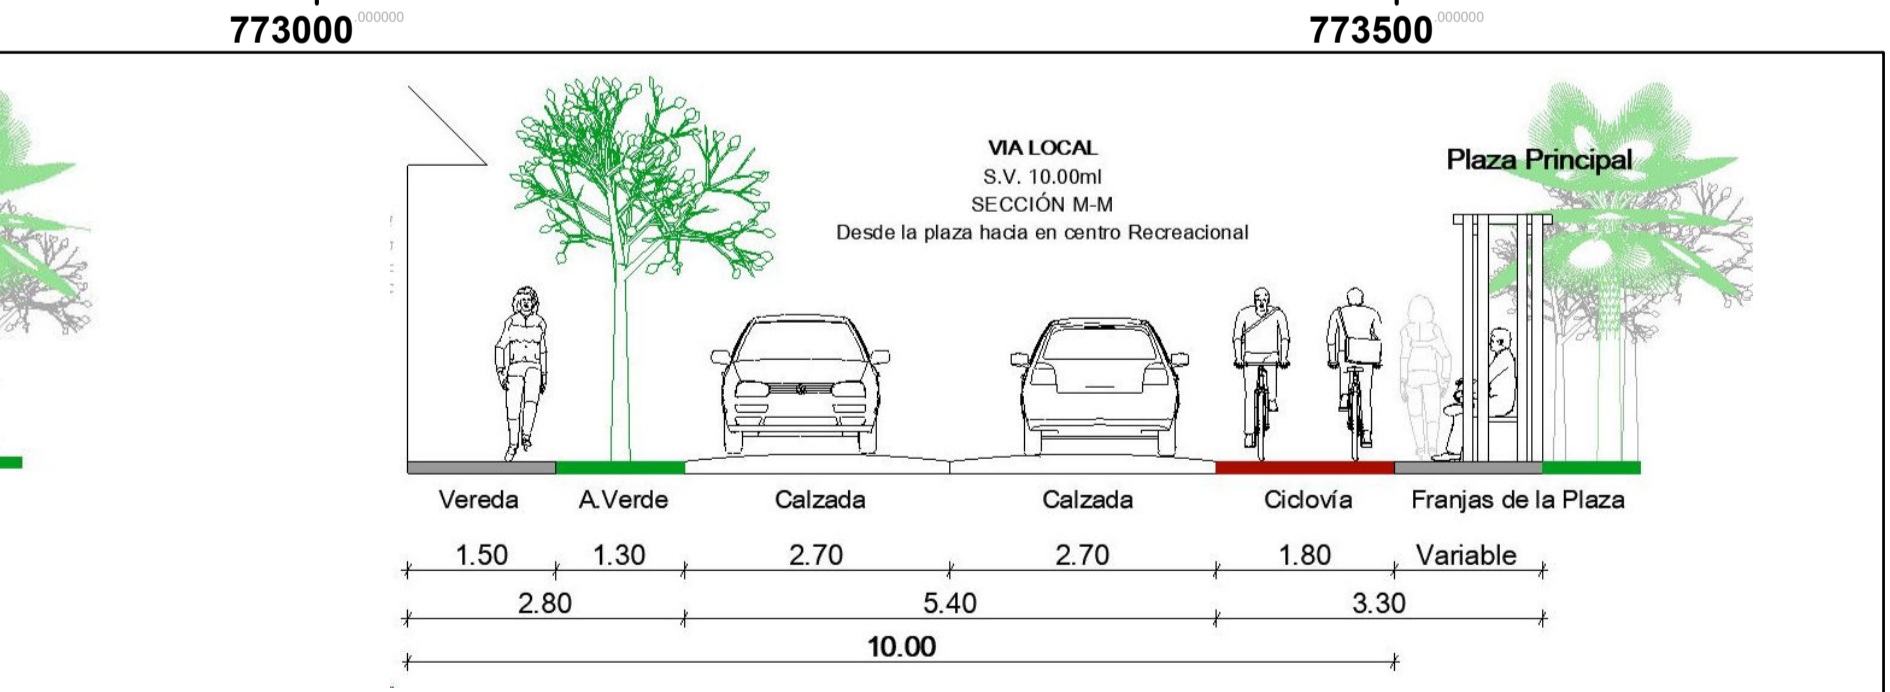 773000 .000000
773500 .000000
VIA LOCAL
S.V. 10.00ml
SECCIÓN M-M
Desde la plaza hacia en centro Recreacional
Plaza Principal
Vereda A.Verde Calzada Calzada Ciclovía Franjas de la Plaza
1.50 1.30 2.70 2.70 1.80 Variable
2.80 5.40 3.30
10.00